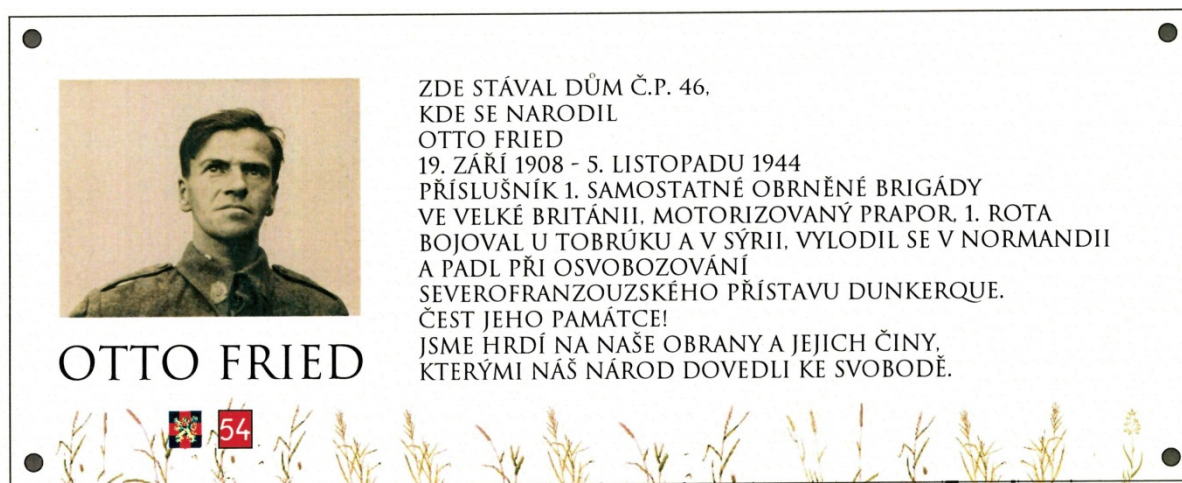 ZDE STÁVAL DŮM Č.P. 46,
KDE SE NARODIL
OTTO FRIED
19. ZÁŘÍ 1908 - 5. LISTOPADU 1944
PŘÍSLUŠNÍK 1. SAMOSTATNÉ OBRNĚNÉ BRIGÁDY
VE VELKÉ BRITÁNII, MOTORIZOVANÝ PRAPOR, 1. ROTA
BOJOVAL U TOBRÚKU A V SÝRII, VYLODIL SE V NORMANDII
A PADL PŘI OSVOBOZOVÁNÍ
SEVEROFRANZOUZSKÉHO PŘÍSTAVU DUNKERQUE.
ČEST JEHO PAMÁTCE!
JSME HRDÍ NA NAŠE OBRANY A JEJICH ČINY,
KTERÝMI NÁŠ NÁROD DOVEDLI KE SVOBODĚ.
OTTO FRIED
54